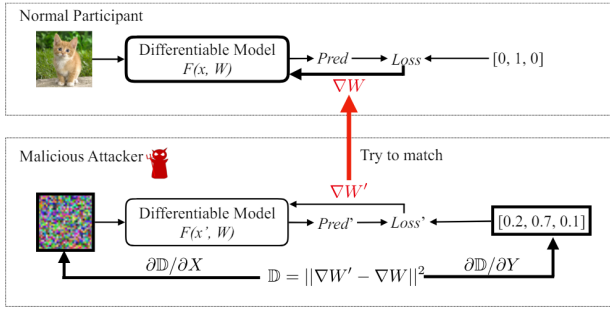 Normal Participant
Differentiable Model
F(x, W)
Pred
Loss
[0, 1, 0]
∇W
Malicious Attacker
Try to match
∇W'
Differentiable Model
F(x', W)
Pred'
Loss'
[0.2, 0.7, 0.1]
∂𝔻/∂X
𝔻 = ||∇W' − ∇W||²
∂𝔻/∂Y